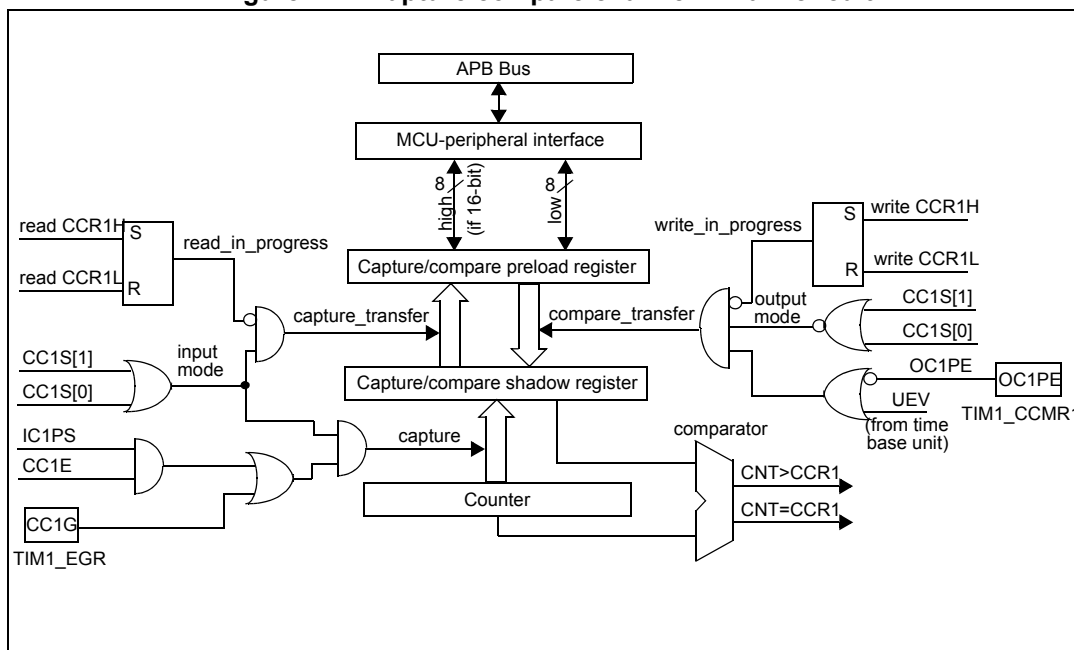 APB Bus
MCU-peripheral interface
8
high
(if 16-bit)
8
low
read CCR1H
S
read_in_progress
read CCR1L
R
write_in_progress
S
write CCR1H
R
write CCR1L
Capture/compare preload register
capture_transfer
compare_transfer
output
mode
CC1S[1]
CC1S[0]
CC1S[1]
CC1S[0]
input
mode
Capture/compare shadow register
OC1PE
OC1PE
UEV
(from time
base unit)
TIM1_CCMR1
IC1PS
CC1E
capture
comparator
Counter
CNT>CCR1
CNT=CCR1
CC1G
TIM1_EGR